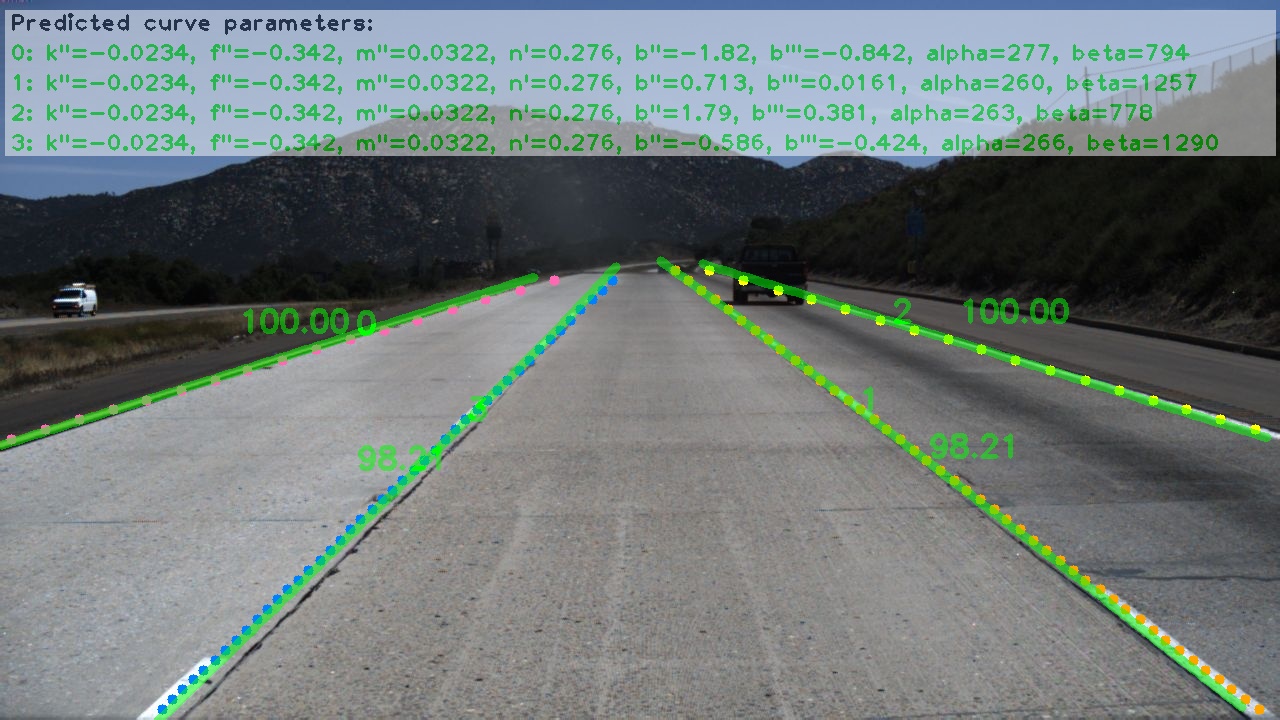 Predicted curve parameters:
0: k''=-0.0234, f''=-0.342, m''=0.0322, n'=0.276, b''=-1.82, b'''=-0.842, alpha=277, beta=794
1: k''=-0.0234, f''=-0.342, m''=0.0322, n'=0.276, b''=0.713, b'''=0.0161, alpha=260, beta=1257
2: k''=-0.0234, f''=-0.342, m''=0.0322, n'=0.276, b''=1.79, b'''=0.381, alpha=263, beta=778
3: k''=-0.0234, f''=-0.342, m''=0.0322, n'=0.276, b''=-0.586, b'''=-0.424, alpha=266, beta=1290
100.00 0
2 100.00
3
1
98.21
98.21